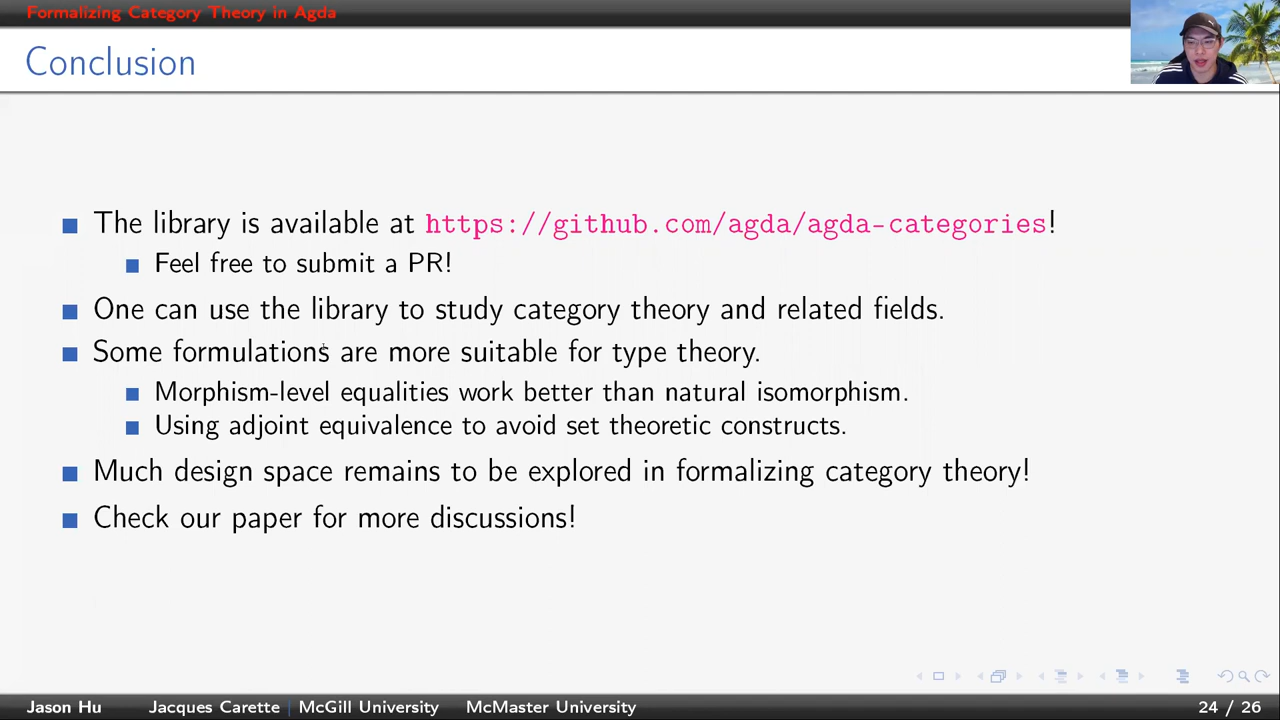 Formalizing Category Theory in Agda
Conclusion
The library is available at https://github.com/agda/agda-categories!
Feel free to submit a PR!
One can use the library to study category theory and related fields.
Some formulations are more suitable for type theory.
Morphism-level equalities work better than natural isomorphism.
Using adjoint equivalence to avoid set theoretic constructs.
Much design space remains to be explored in formalizing category theory!
Check our paper for more discussions!
Jason Hu Jacques Carette | McGill University McMaster University 24 / 26